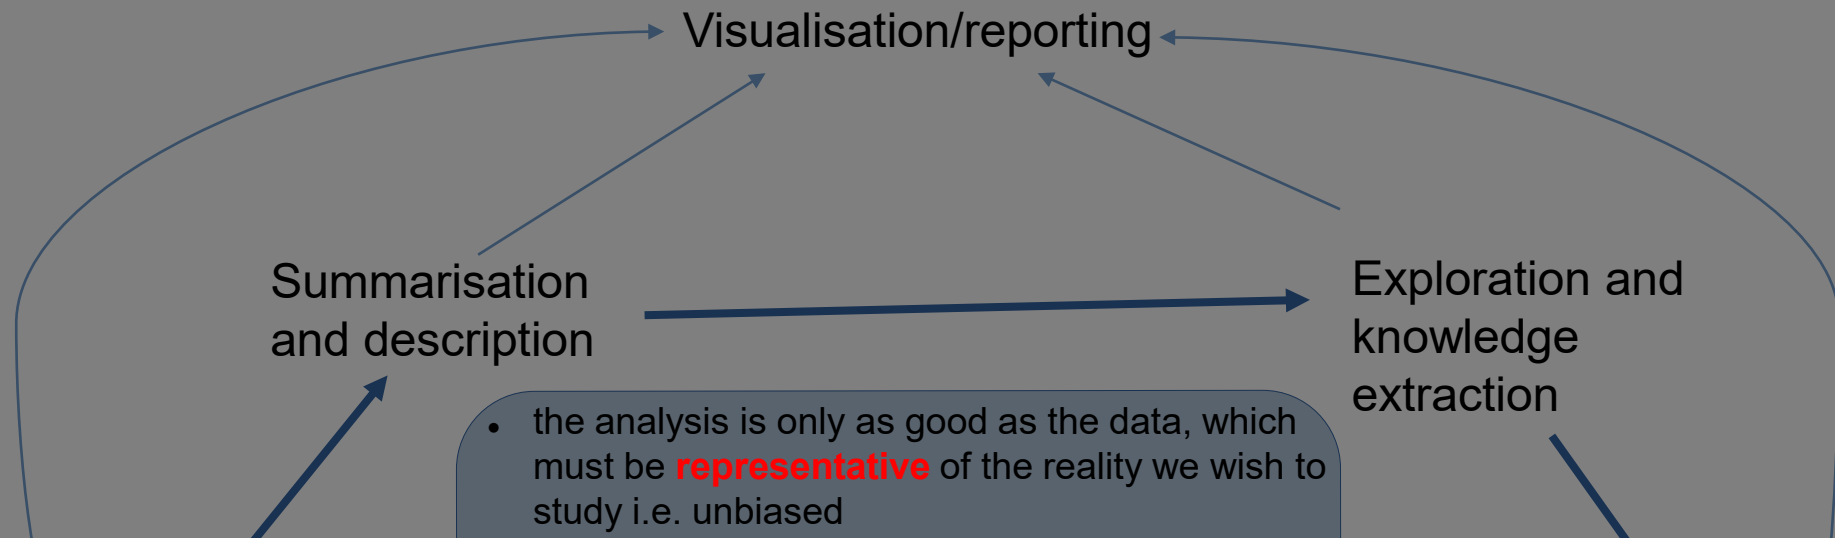 Visualisation/reporting
Summarisation
and description
Exploration and
knowledge
extraction
• the analysis is only as good as the data, which
must be representative of the reality we wish to
study i.e. unbiased